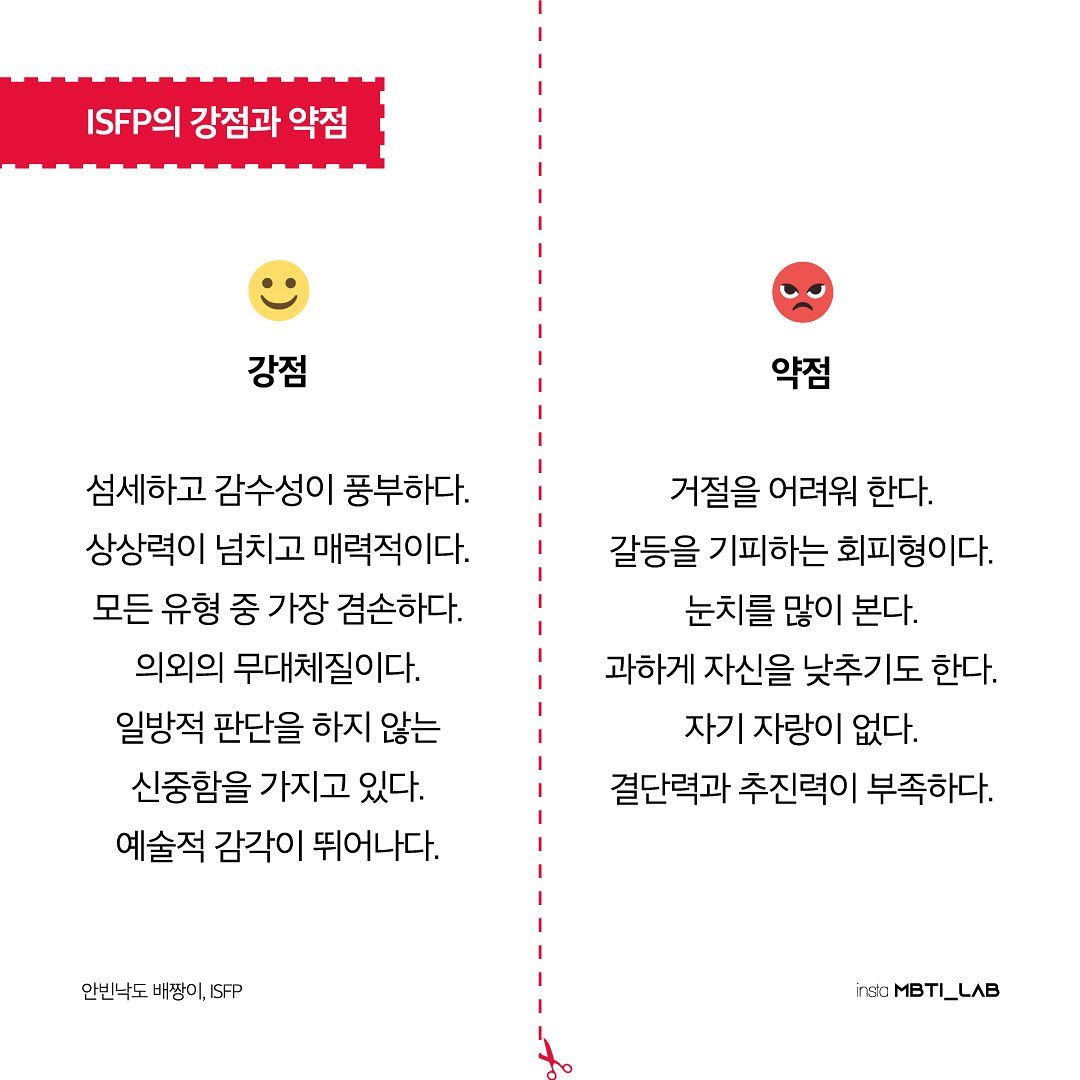 ISFP의 강점과 약점
강점
섬세하고 감수성이 풍부하다.
상상력이 넘치고 매력적이다.
모든 유형 중 가장 겸손하다.
의외의 무대체질이다.
일방적 판단을 하지 않는
신중함을 가지고 있다.
예술적 감각이 뛰어나다.
약점
거절을 어려워 한다.
갈등을 기피하는 회피형이다.
눈치를 많이 본다.
과하게 자신을 낮추기도 한다.
자기 자랑이 없다.
결단력과 추진력이 부족하다.
안빈낙도 배짱이, ISFP
insta MBTI_LAB